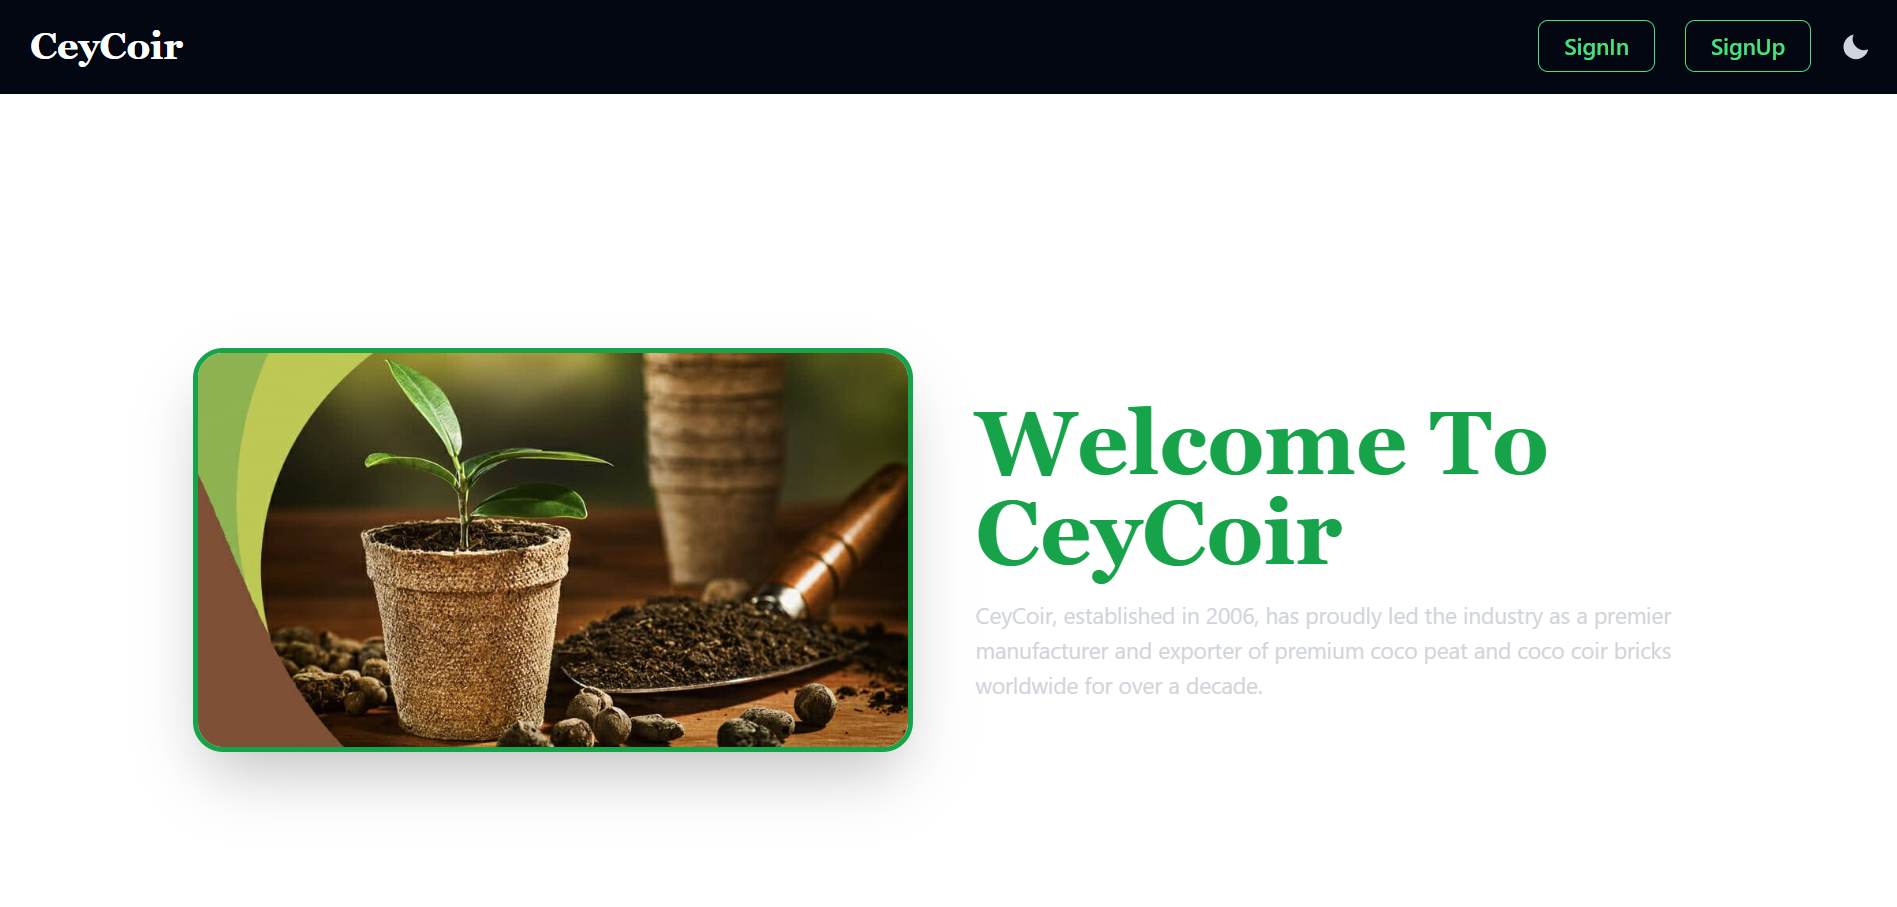 CeyCoir
SignIn
SignUp
Welcome To
CeyCoir
CeyCoir, established in 2006, has proudly led the industry as a premier
manufacturer and exporter of premium coco peat and coco coir bricks
worldwide for over a decade.